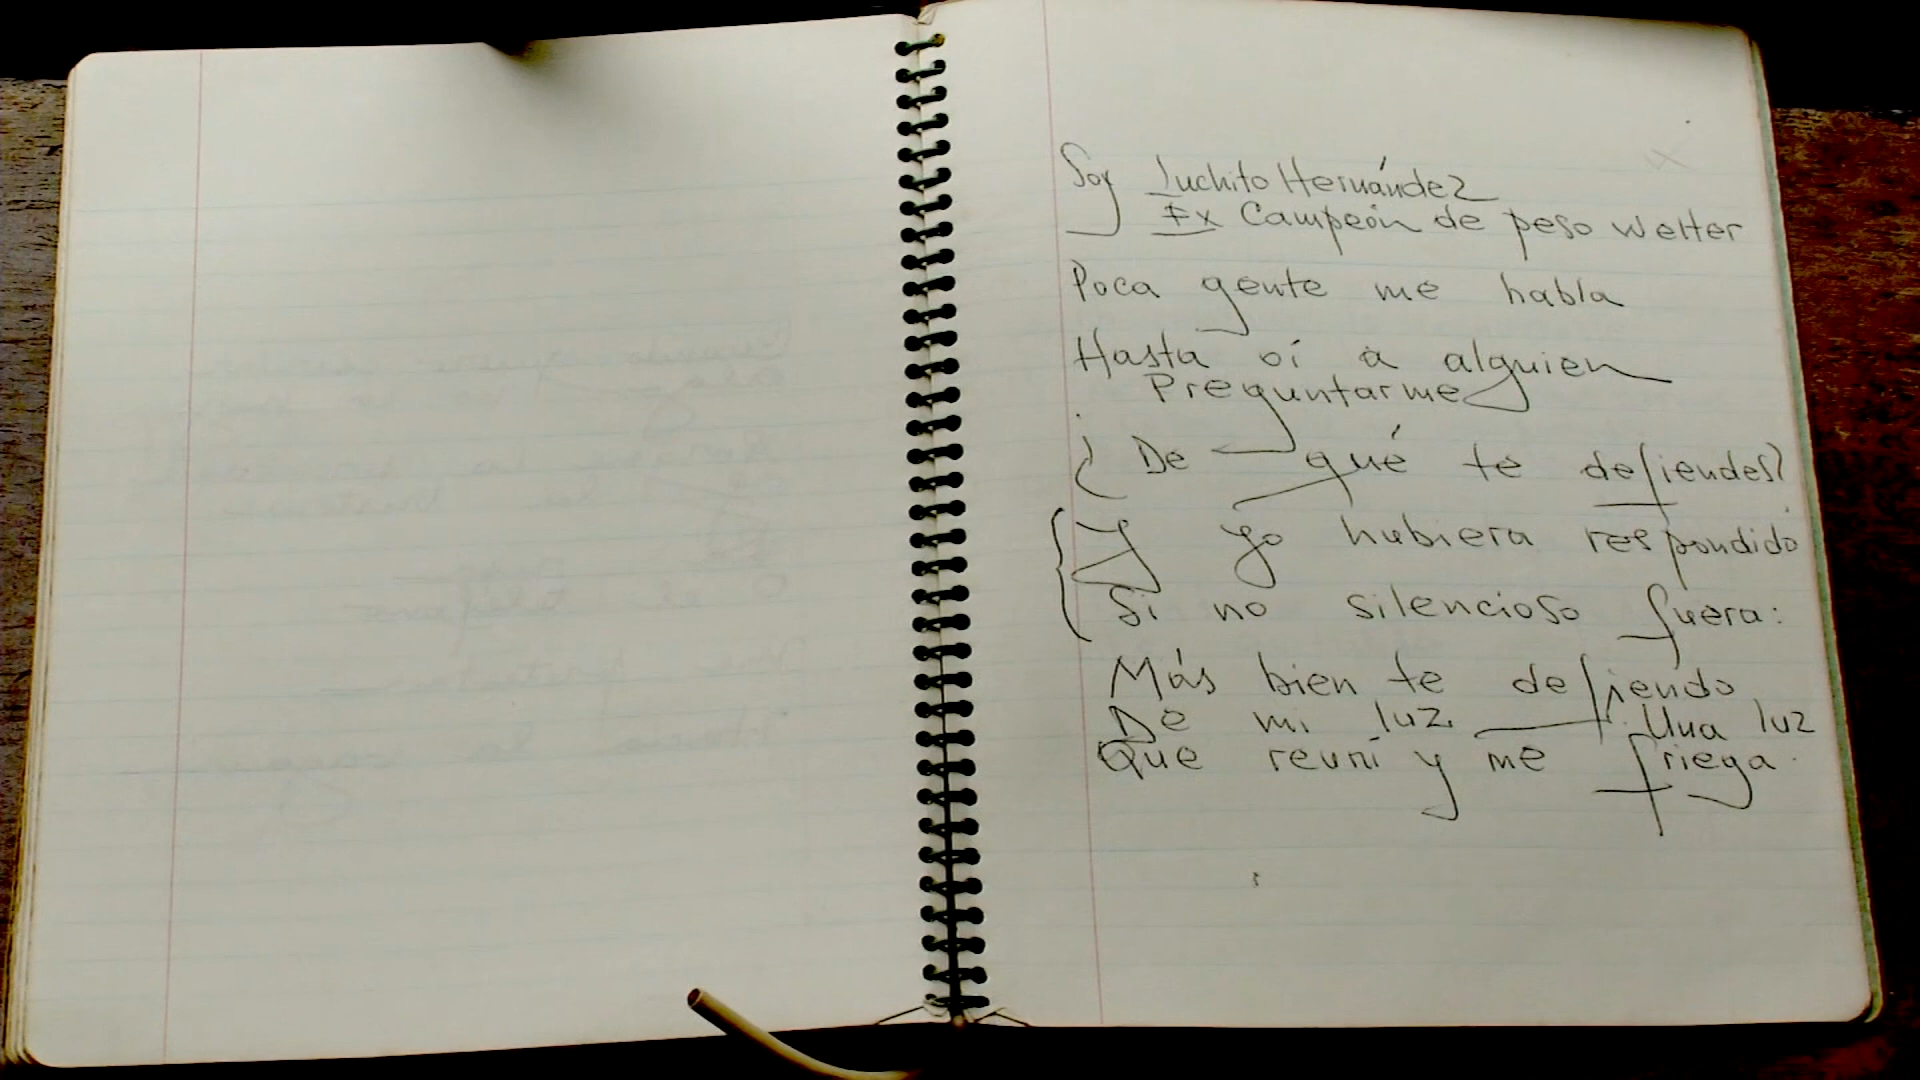 Soy Luchito Hernández
Ex Campeón de peso welter
Poca gente me habla
Hasta oí a alguien
Preguntarme
¿De qué te defiendes?
Y yo hubiera respondido
Si no silencioso fuera:
Más bien te defiendo
De mi luz. Una luz
Que reuní y me friega.